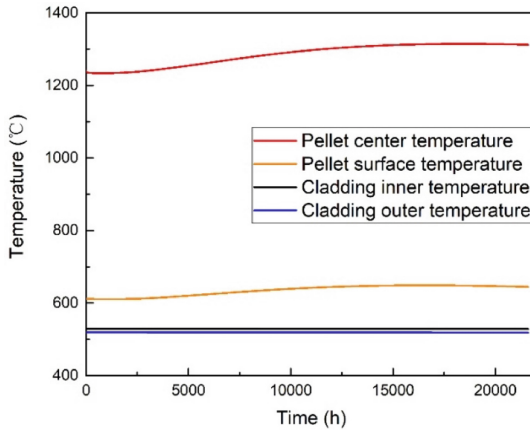 1400
1200
1000
800
600
400
Temperature (℃)
Pellet center temperature
Pellet surface temperature
Cladding inner temperature
Cladding outer temperature
0
5000
10000
15000
20000
Time (h)